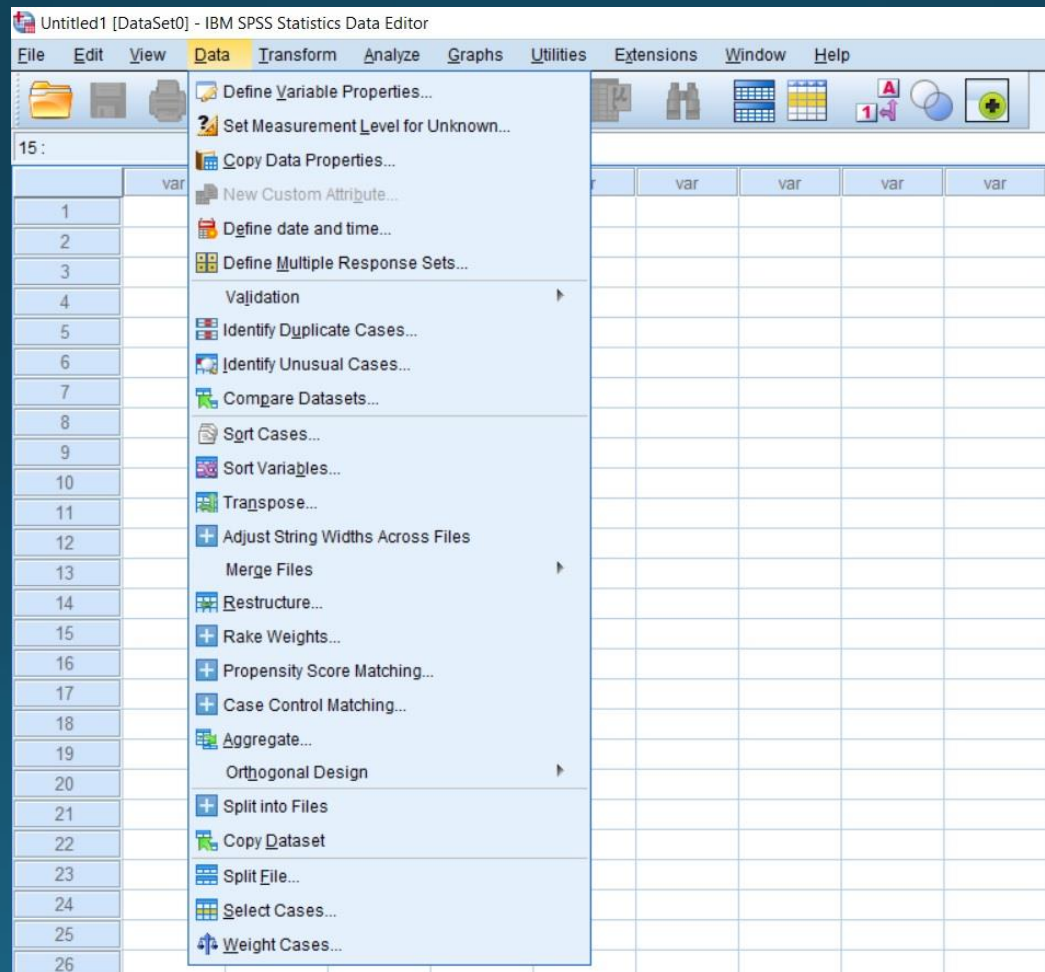 Untitled1 [DataSet0] - IBM SPSS Statistics Data Editor
File Edit View Data Transform Analyze Graphs Utilities Extensions Window Help
15 :
var var var var var
Define Variable Properties...
Set Measurement Level for Unknown...
Copy Data Properties...
New Custom Attribute...
Define date and time...
Define Multiple Response Sets...
Validation
Identify Duplicate Cases...
Identify Unusual Cases...
Compare Datasets...
Sort Cases...
Sort Variables...
Transpose...
Adjust String Widths Across Files
Merge Files
Restructure...
Rake Weights...
Propensity Score Matching...
Case Control Matching...
Aggregate...
Orthogonal Design
Split into Files
Copy Dataset
Split File...
Select Cases...
Weight Cases...
1
2
3
4
5
6
7
8
9
10
11
12
13
14
15
16
17
18
19
20
21
22
23
24
25
26